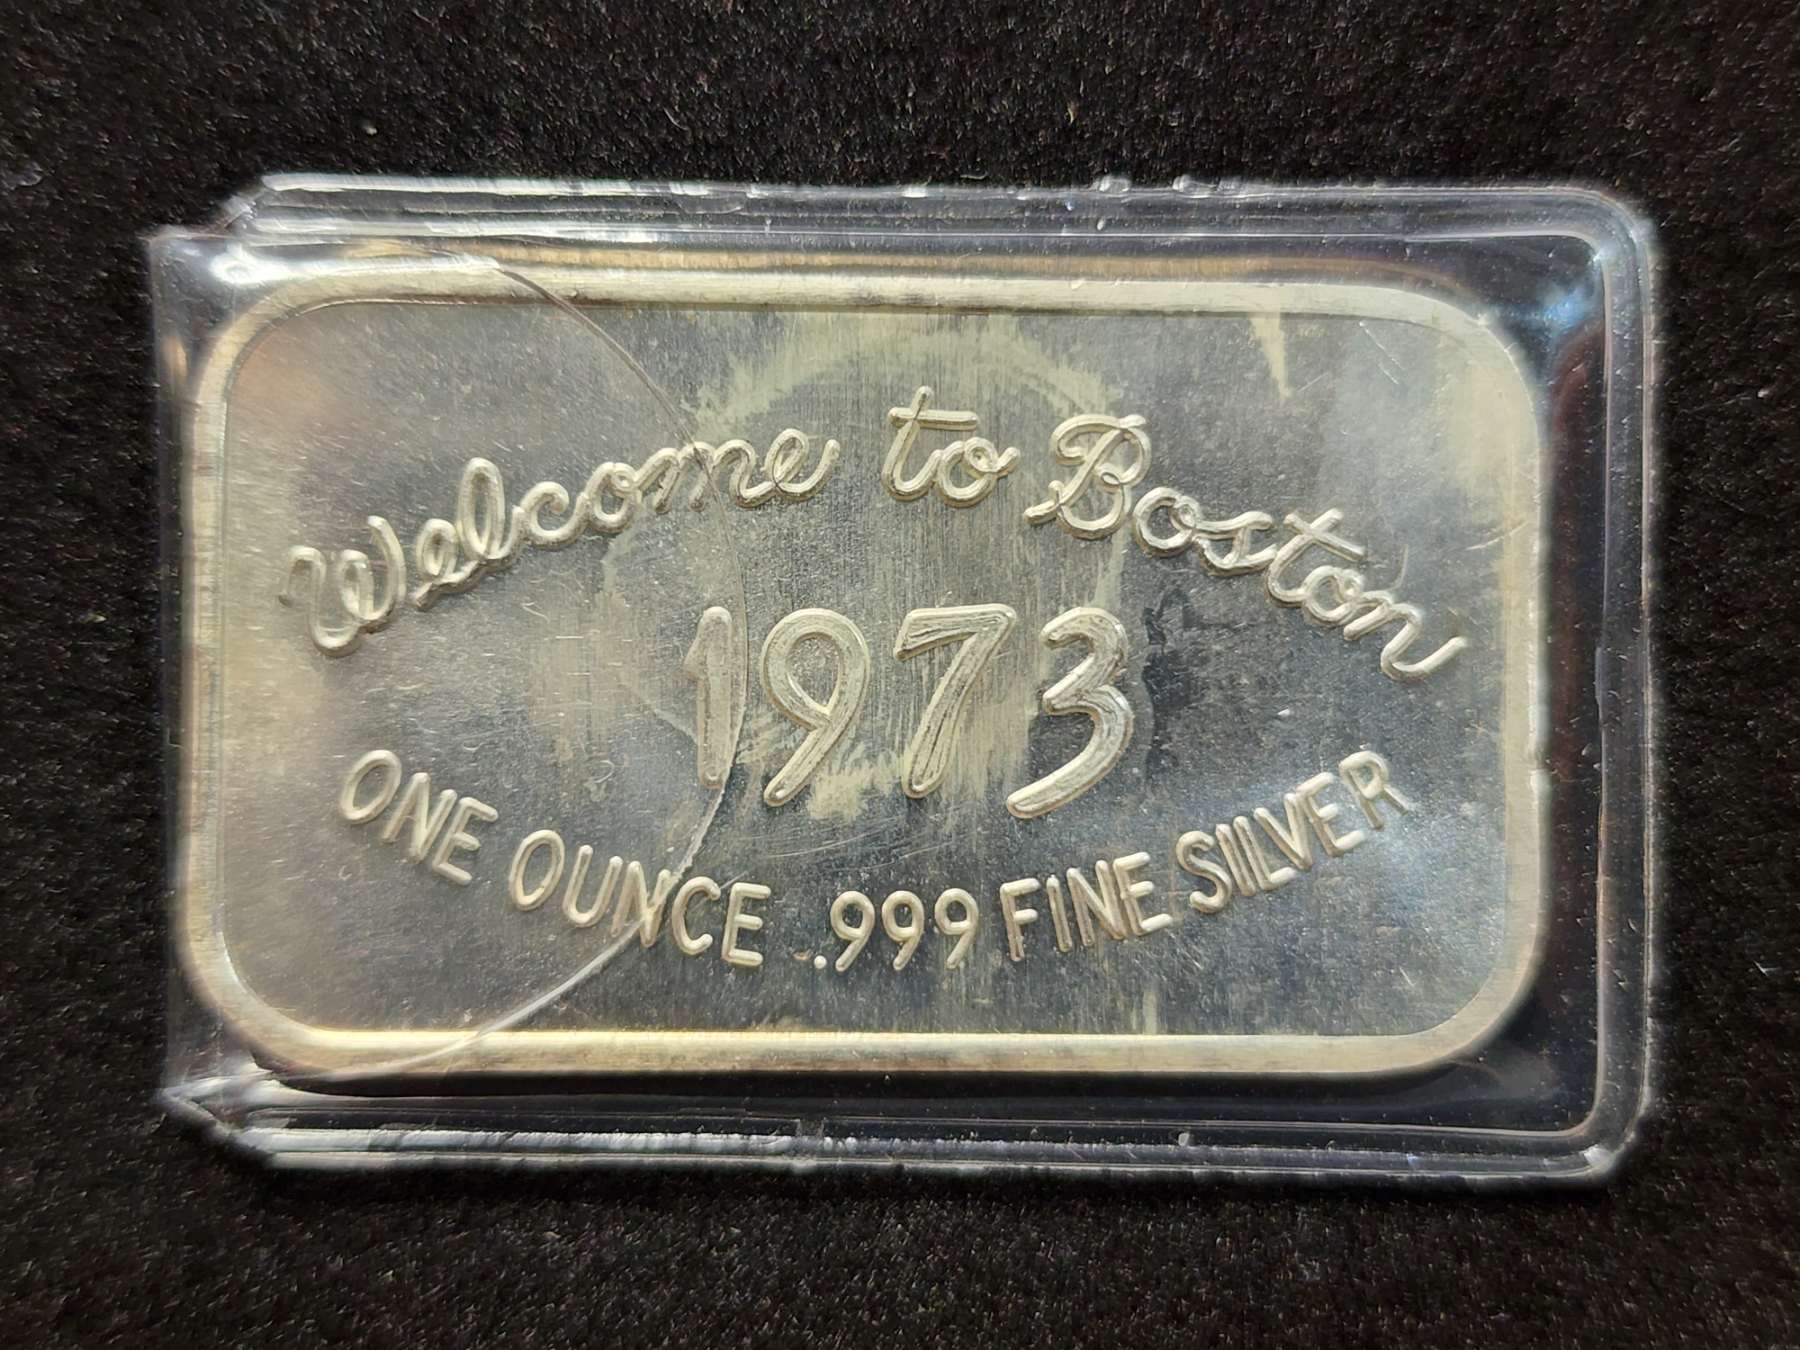 Welcome to Boston
1973
ONE OUNCE .999 FINE SILVER